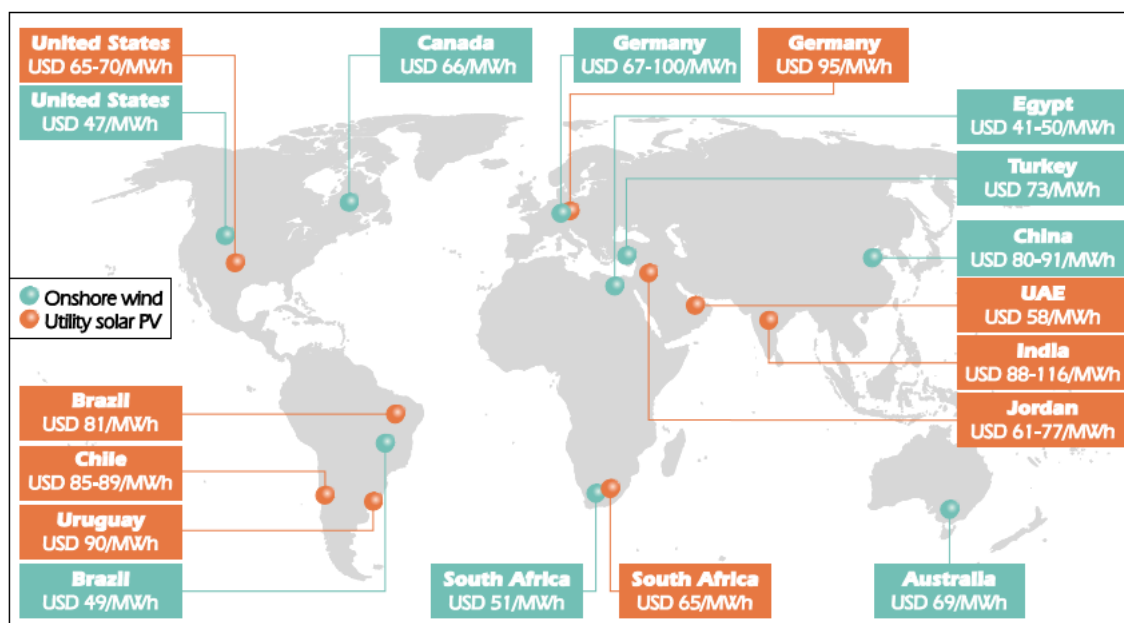 United States
USD 65-70/MWh
United States
USD 47/MWh
Canada
USD 66/MWh
Germany
USD 67-100/MWh
Germany
USD 95/MWh
Egypt
USD 41-50/MWh
Turkey
USD 73/MWh
China
USD 80-91/MWh
UAE
USD 58/MWh
India
USD 88-116/MWh
Jordan
USD 61-77/MWh
Onshore wind
Utility solar PV
Brazil
USD 81/MWh
Chile
USD 85-89/MWh
Uruguay
USD 90/MWh
Brazil
USD 49/MWh
South Africa
USD 51/MWh
South Africa
USD 65/MWh
Australia
USD 69/MWh